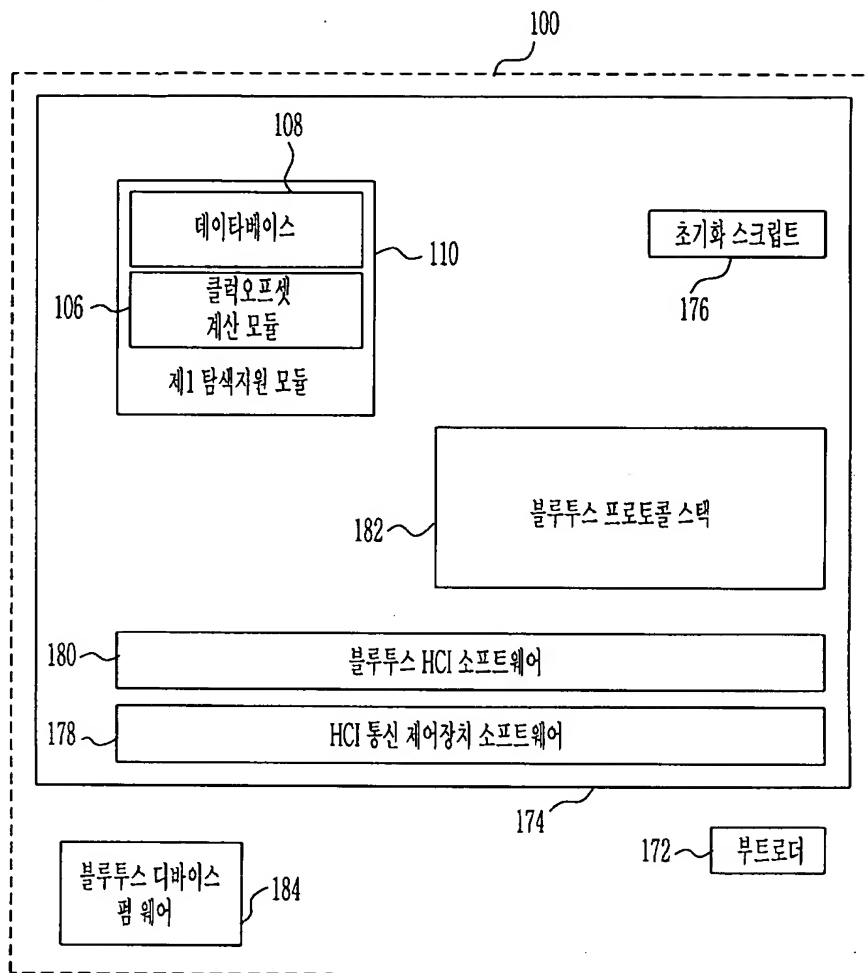 100
108
데이타베이스
110
초기화 스크립트
176
106
클럭오프셋
계산 모듈
제1 탐색지원 모듈
182
블루투스 프로토콜 스택
180
블루투스 HCI 소프트웨어
178
HCI 통신 제어장치 소프트웨어
174
172
부트로더
블루투스 디바이스
펌 웨어
184